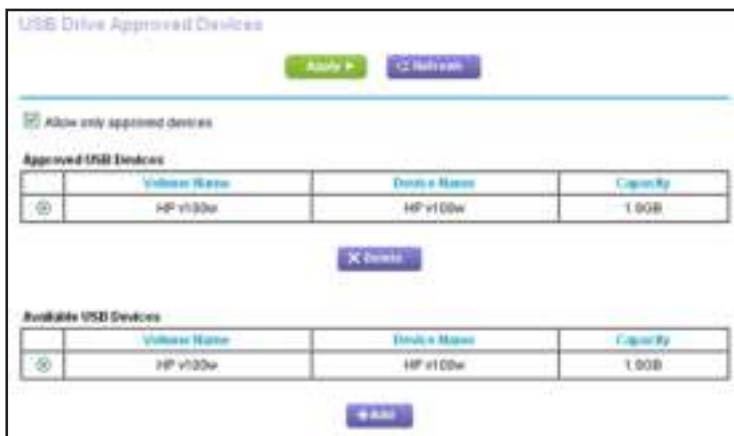 USB Drive Approved Devices
Apply
Refresh
Allow only approved devices
Approved USB Devices
Volume Name Device Name Capacity
HP v100w HP v100w 1.9GB
Delete
Available USB Devices
Volume Name Device Name Capacity
HP v100w HP v100w 1.9GB
Add